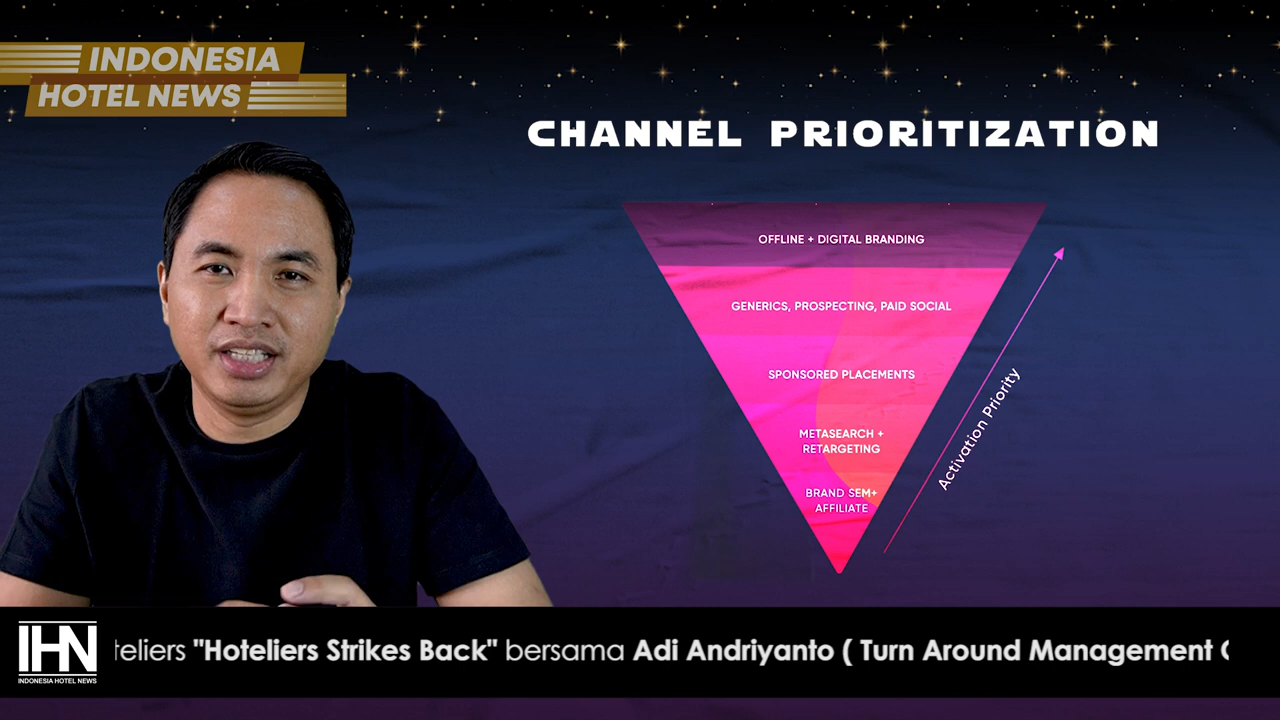 INDONESIA
HOTEL NEWS
CHANNEL PRIORITIZATION
OFFLINE + DIGITAL BRANDING
GENERICS, PROSPECTING, PAID SOCIAL
SPONSORED PLACEMENTS
METASEARCH +
RETARGETING
BRAND SEM+
AFFILIATE
Activation Priority
IHN
INDONESIA HOTEL NEWS
teliers "Hoteliers Strikes Back" bersama Adi Andriyanto ( Turn Around Management